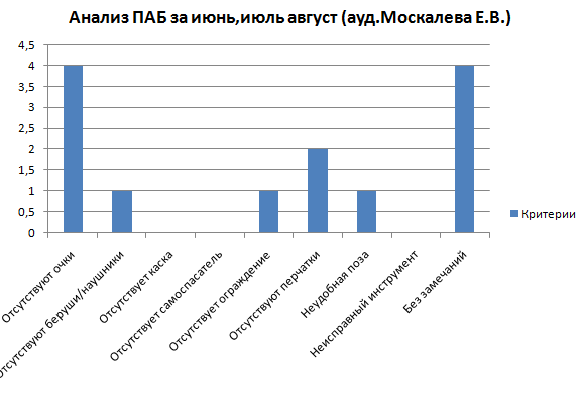 Анализ ПАБ за июнь,июль август (ауд.Москалева Е.В.)
4,5
4
3,5
3
2,5
2
1,5
1
0,5
0
Отсутствуют очки
Отсутствуют беруши/наушники
Отсутствует каска
Отсутствует самоспасатель
Отсутствует ограждение
Отсутствуют перчатки
Неудобная поза
Неисправный инструмент
Без замечаний
Критерии